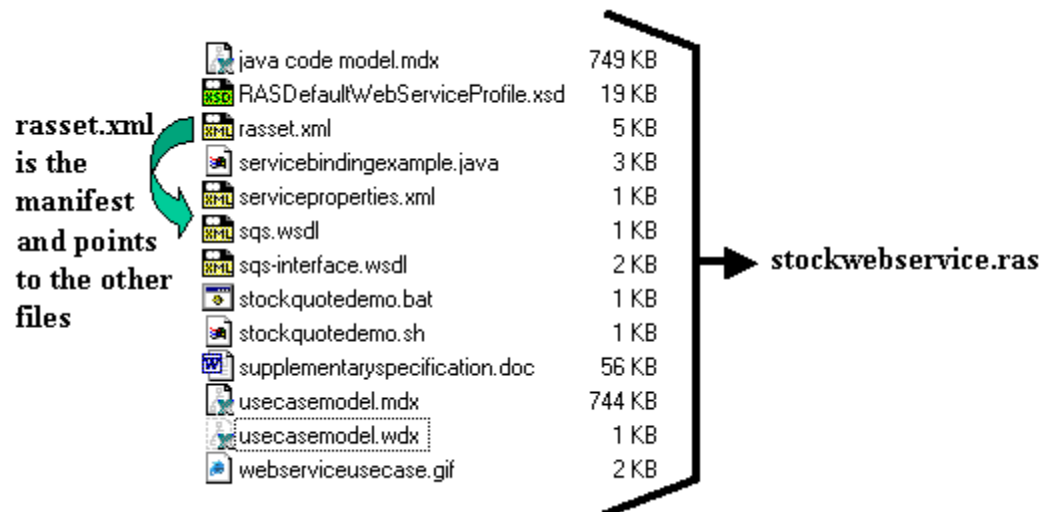 java code model.mdx 749 KB
RASDefaultWebServiceProfile.xsd 19 KB
rasset.xml 5 KB
servicebindingexample.java 3 KB
serviceproperties.xml 1 KB
sqs.wsdl 1 KB
sqs-interface.wsdl 2 KB
stockquotedemo.bat 1 KB
stockquotedemo.sh 1 KB
supplementaryspecification.doc 56 KB
usecasemodel.mdx 744 KB
usecasemodel.wdx 1 KB
webserviceusecase.gif 2 KB
rasset.xml
is the
manifest
and points
to the other
files
stockwebservice.ras